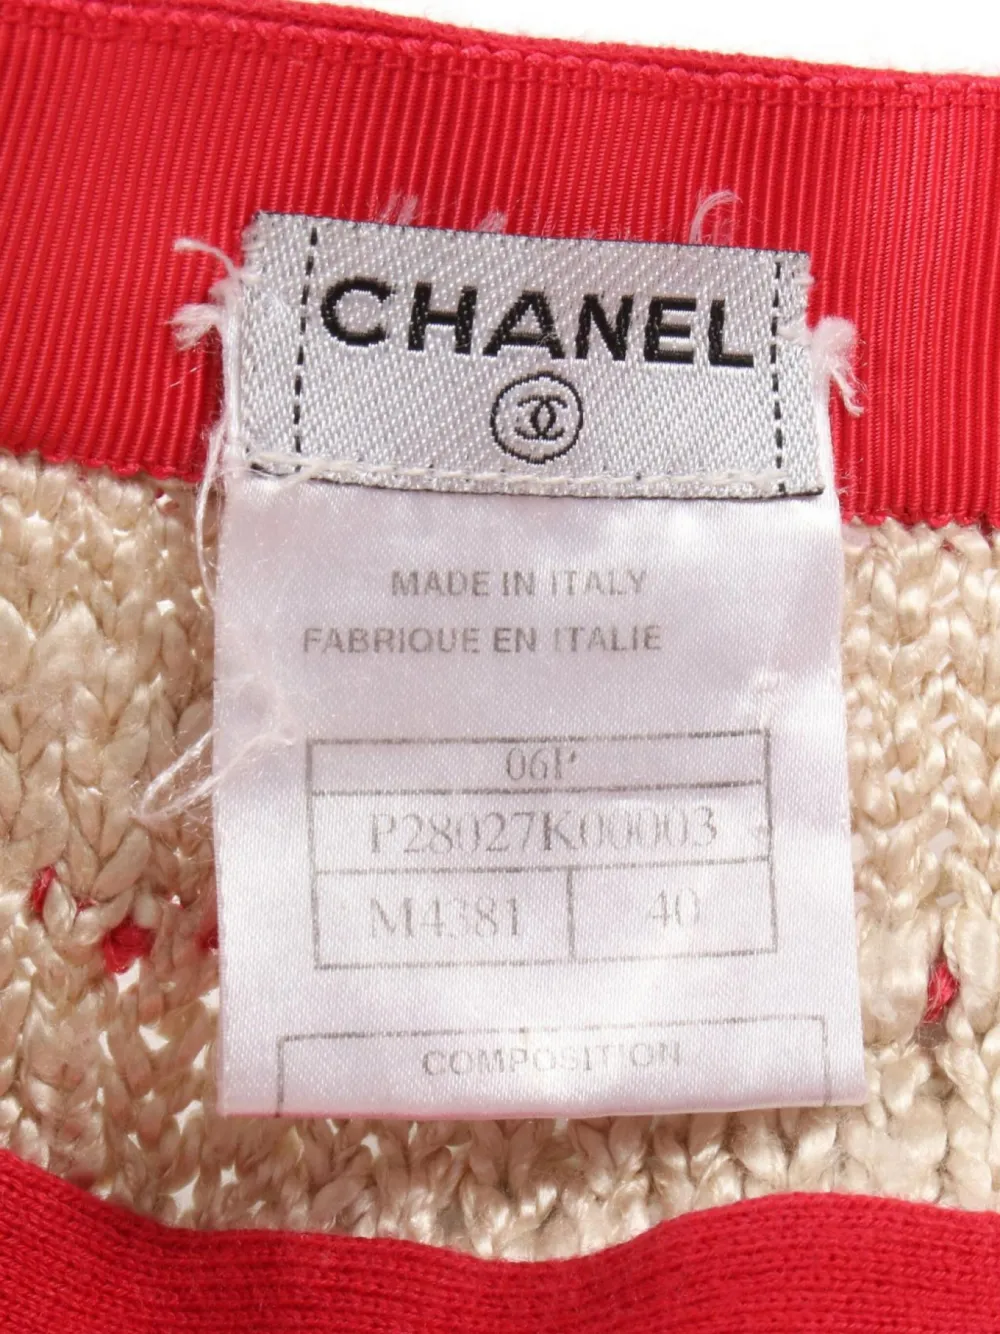 CHANEL
MADE IN ITALY
FABRIQUE EN ITALIE
06P
P28027K00003
M4381 40
COMPOSITION